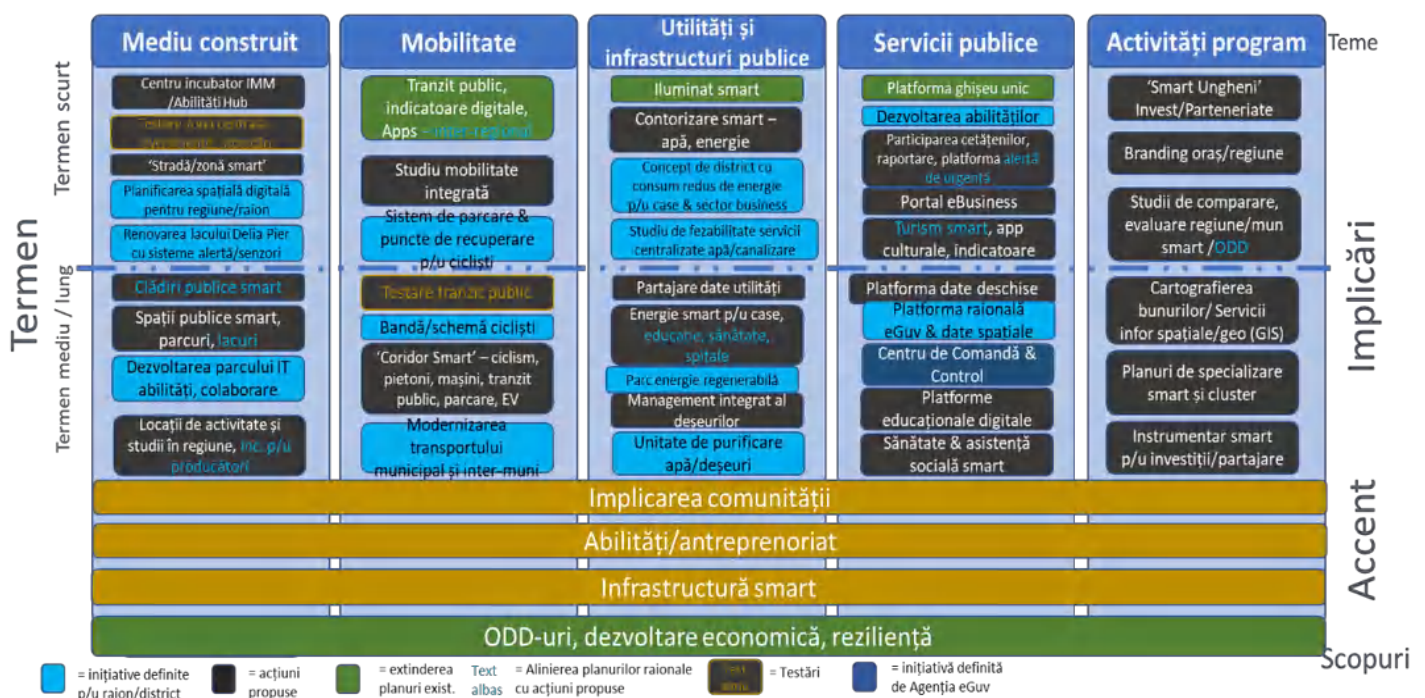 Mediu construit
Mobilitate
Utilități și
infrastructuri publice
Servicii publice
Activități program
Teme
Termen
Termen scurt
Termen mediu / lung
Centru incubator IMM
/Abilități Hub
Testare
'Stradă/zonă smart'
Planificarea spațială digitală
pentru regiune/raion
Renovarea lacului Delia Pier
cu sisteme alertă/senzori
Clădiri publice smart
Spații publice smart,
parcuri, lacuri
Dezvoltarea parcului IT
abilități, colaborare
Locații de activitate și
studii în regiune, inc. p/u
producători
Tranzit public,
indicatoare digitale,
Apps – inter-regional
Studiu mobilitate
integrată
Sistem de parcare &
puncte de recuperare
p/u cicliști
Testare tranzic public
Bandă/schemă cicliști
'Coridor Smart' – ciclism,
pietoni, mașini, tranzit
public, parcare, EV
Modernizarea
transportului
municipal și inter-muni
Iluminat smart
Contorizare smart –
apă, energie
Concept de district cu
consum redus de energie
p/u case & sector business
Studiu de fezabilitate servicii
centralizate apă/canalizare
Partajare date utilități
Energie smart p/u case,
educație, sănătate,
spitale
Parc energie regenerabilă
Management integrat al
deșeurilor
Unitate de purificare
apă/deșeuri
Platforma ghișeu unic
Dezvoltarea abilităților
Participarea cetățenilor,
raportare, platforma alertă
de urgență
Portal eBusiness
Turism smart, app
culturale, indicatoare
Platforma date deschise
Platforma raională
eGuv & date spațiale
Centru de Comandă &
Control
Platforme
educaționale digitale
Sănătate & asistență
socială smart
'Smart Ungheni'
Invest/Parteneriate
Branding oraș/regiune
Studii de comparare,
evaluare regiune/mun
smart /ODD
Cartografierea
bunurilor/ Servicii
infor spațiale/geo (GIS)
Planuri de specializare
smart și cluster
Instrumentar smart
p/u investiții/partajare
Implicări
Accent
Implicarea comunității
Abilități/antreprenoriat
Infrastructură smart
ODD-uri, dezvoltare economică, reziliență
Scopuri
= inițiative definite
p/u raion/district
= acțiuni
propuse
= extinderea
planuri exist.
Text
albas
= Alinierea planurilor raionale
cu acțiuni propuse
= Testări
= inițiativă definită
de Agenția eGuv